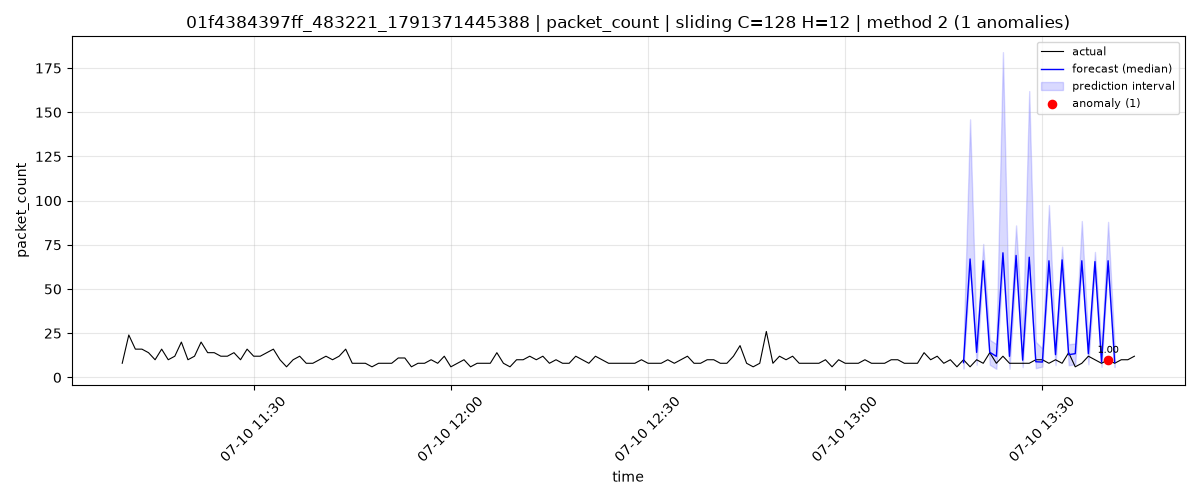 01f4384397ff_483221_1791371445388 | packet_count | sliding C=128 H=12 | method 2 (1 anomalies)
actual
forecast (median)
prediction interval
anomaly (1)
175
150
125
100
75
50
25
0
packet_count
1.00
07-10 11:30
07-10 12:00
07-10 12:30
07-10 13:00
07-10 13:30
time